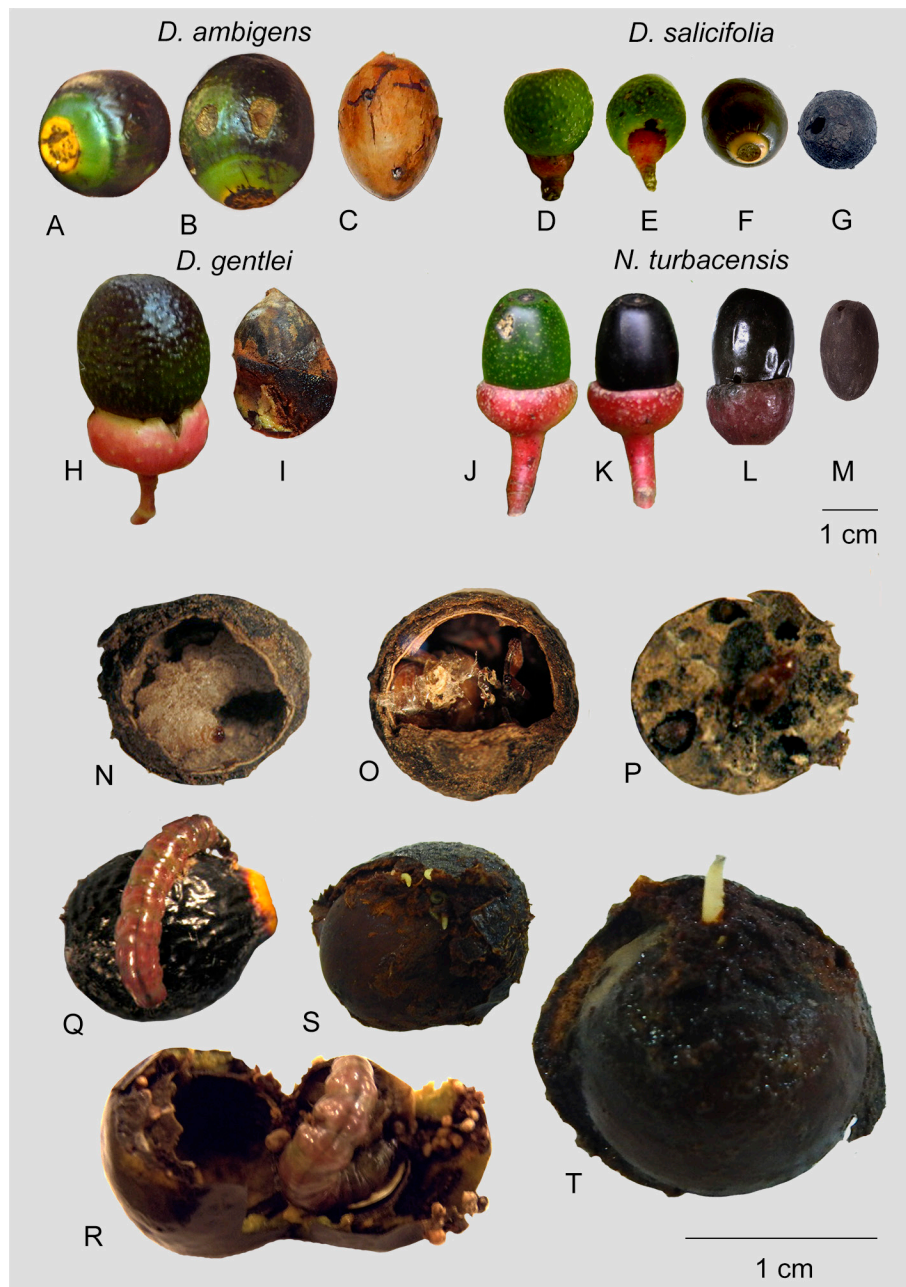 D. ambigens D. salicifolia
A B C D E F G
D. gentlei N. turbacensis
H I J K L M
1 cm
N O P
Q S
R T
1 cm